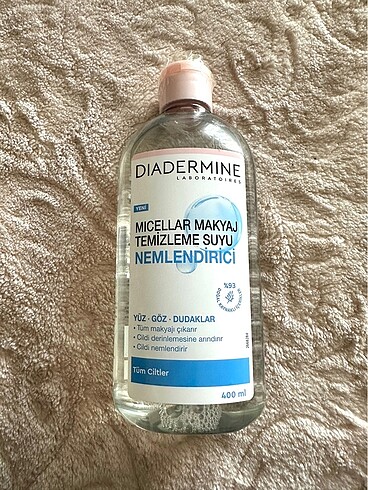 DIADERMINE
LABORATOIRES
YENİ
MICELLAR MAKYAJ
TEMİZLEME SUYU
NEMLENDİRİCİ
%93
YÜZ · GÖZ · DUDAKLAR
• Tüm makyajı çıkarır
• Cildi derinlemesine arındırır
• Cildi nemlendirir
Tüm Ciltler
400 ml